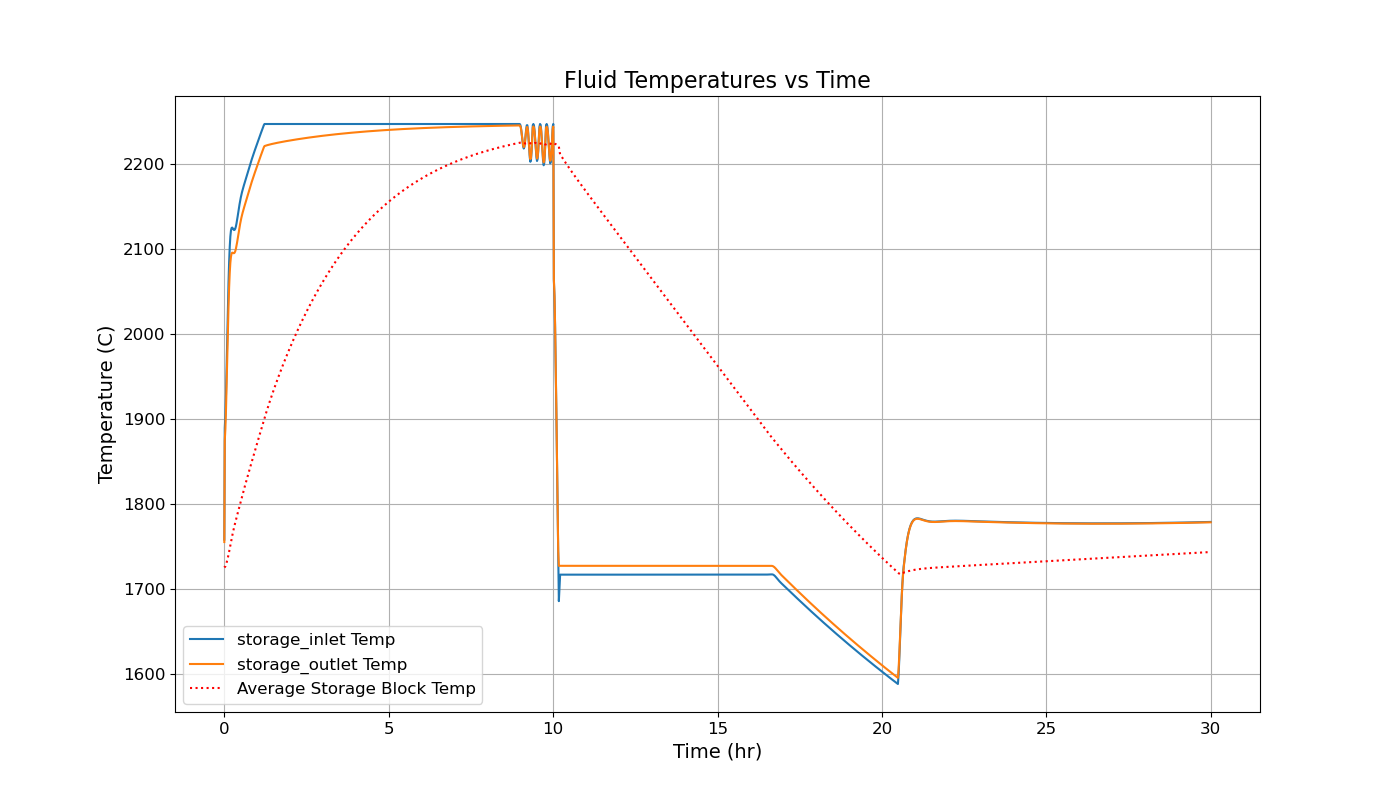 Fluid Temperatures vs Time
Temperature (C)
2200
2100
2000
1900
1800
1700
1600
storage_inlet Temp
storage_outlet Temp
Average Storage Block Temp
0 5 10 15 20 25 30
Time (hr)